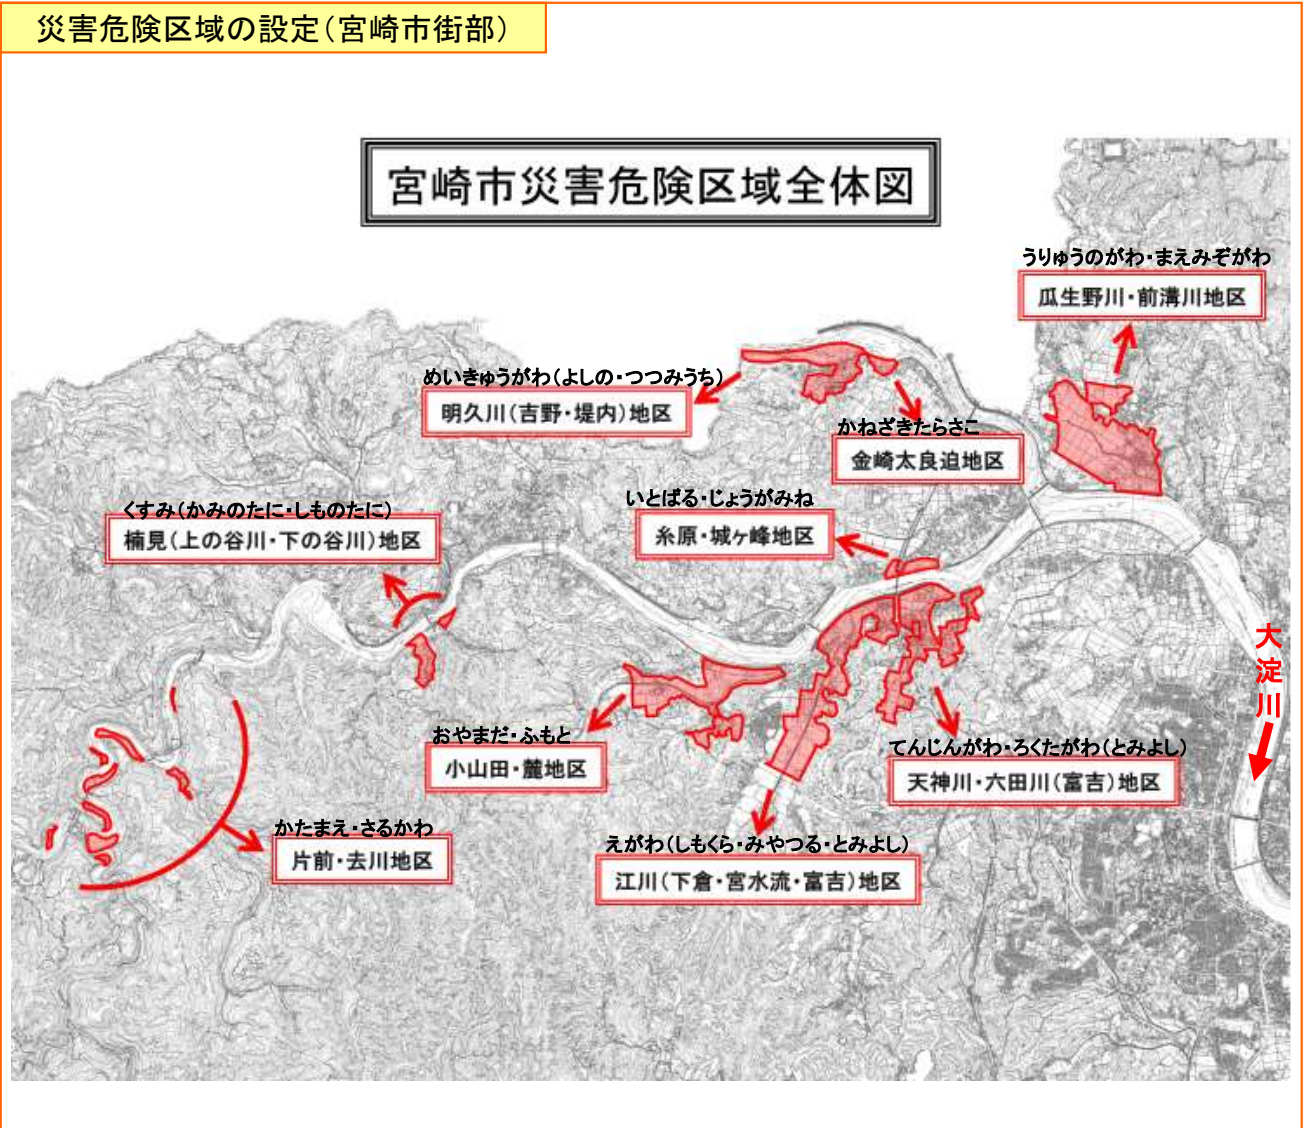 災害危険区域の設定（宮崎市街部）
宮崎市災害危険区域全体図
うりゅうのがわ・まえみぞがわ
瓜生野川・前溝川地区
めいきゅうがわ（よしの・つつみうち）
明久川（吉野・堤内）地区
かねざきたらさこ
金崎太良迫地区
いとばる・じょうがみね
糸原・城ヶ峰地区
くすみ（かみのたに・しものたに）
楠見（上の谷川・下の谷川）地区
大淀川
おやまだ・ふもと
小山田・麓地区
てんじんがわ・ろくたがわ（とみよし）
天神川・六田川（富吉）地区
かたまえ・さるかわ
片前・去川地区
えがわ（しもくら・みやつる・とみよし）
江川（下倉・宮水流・富吉）地区